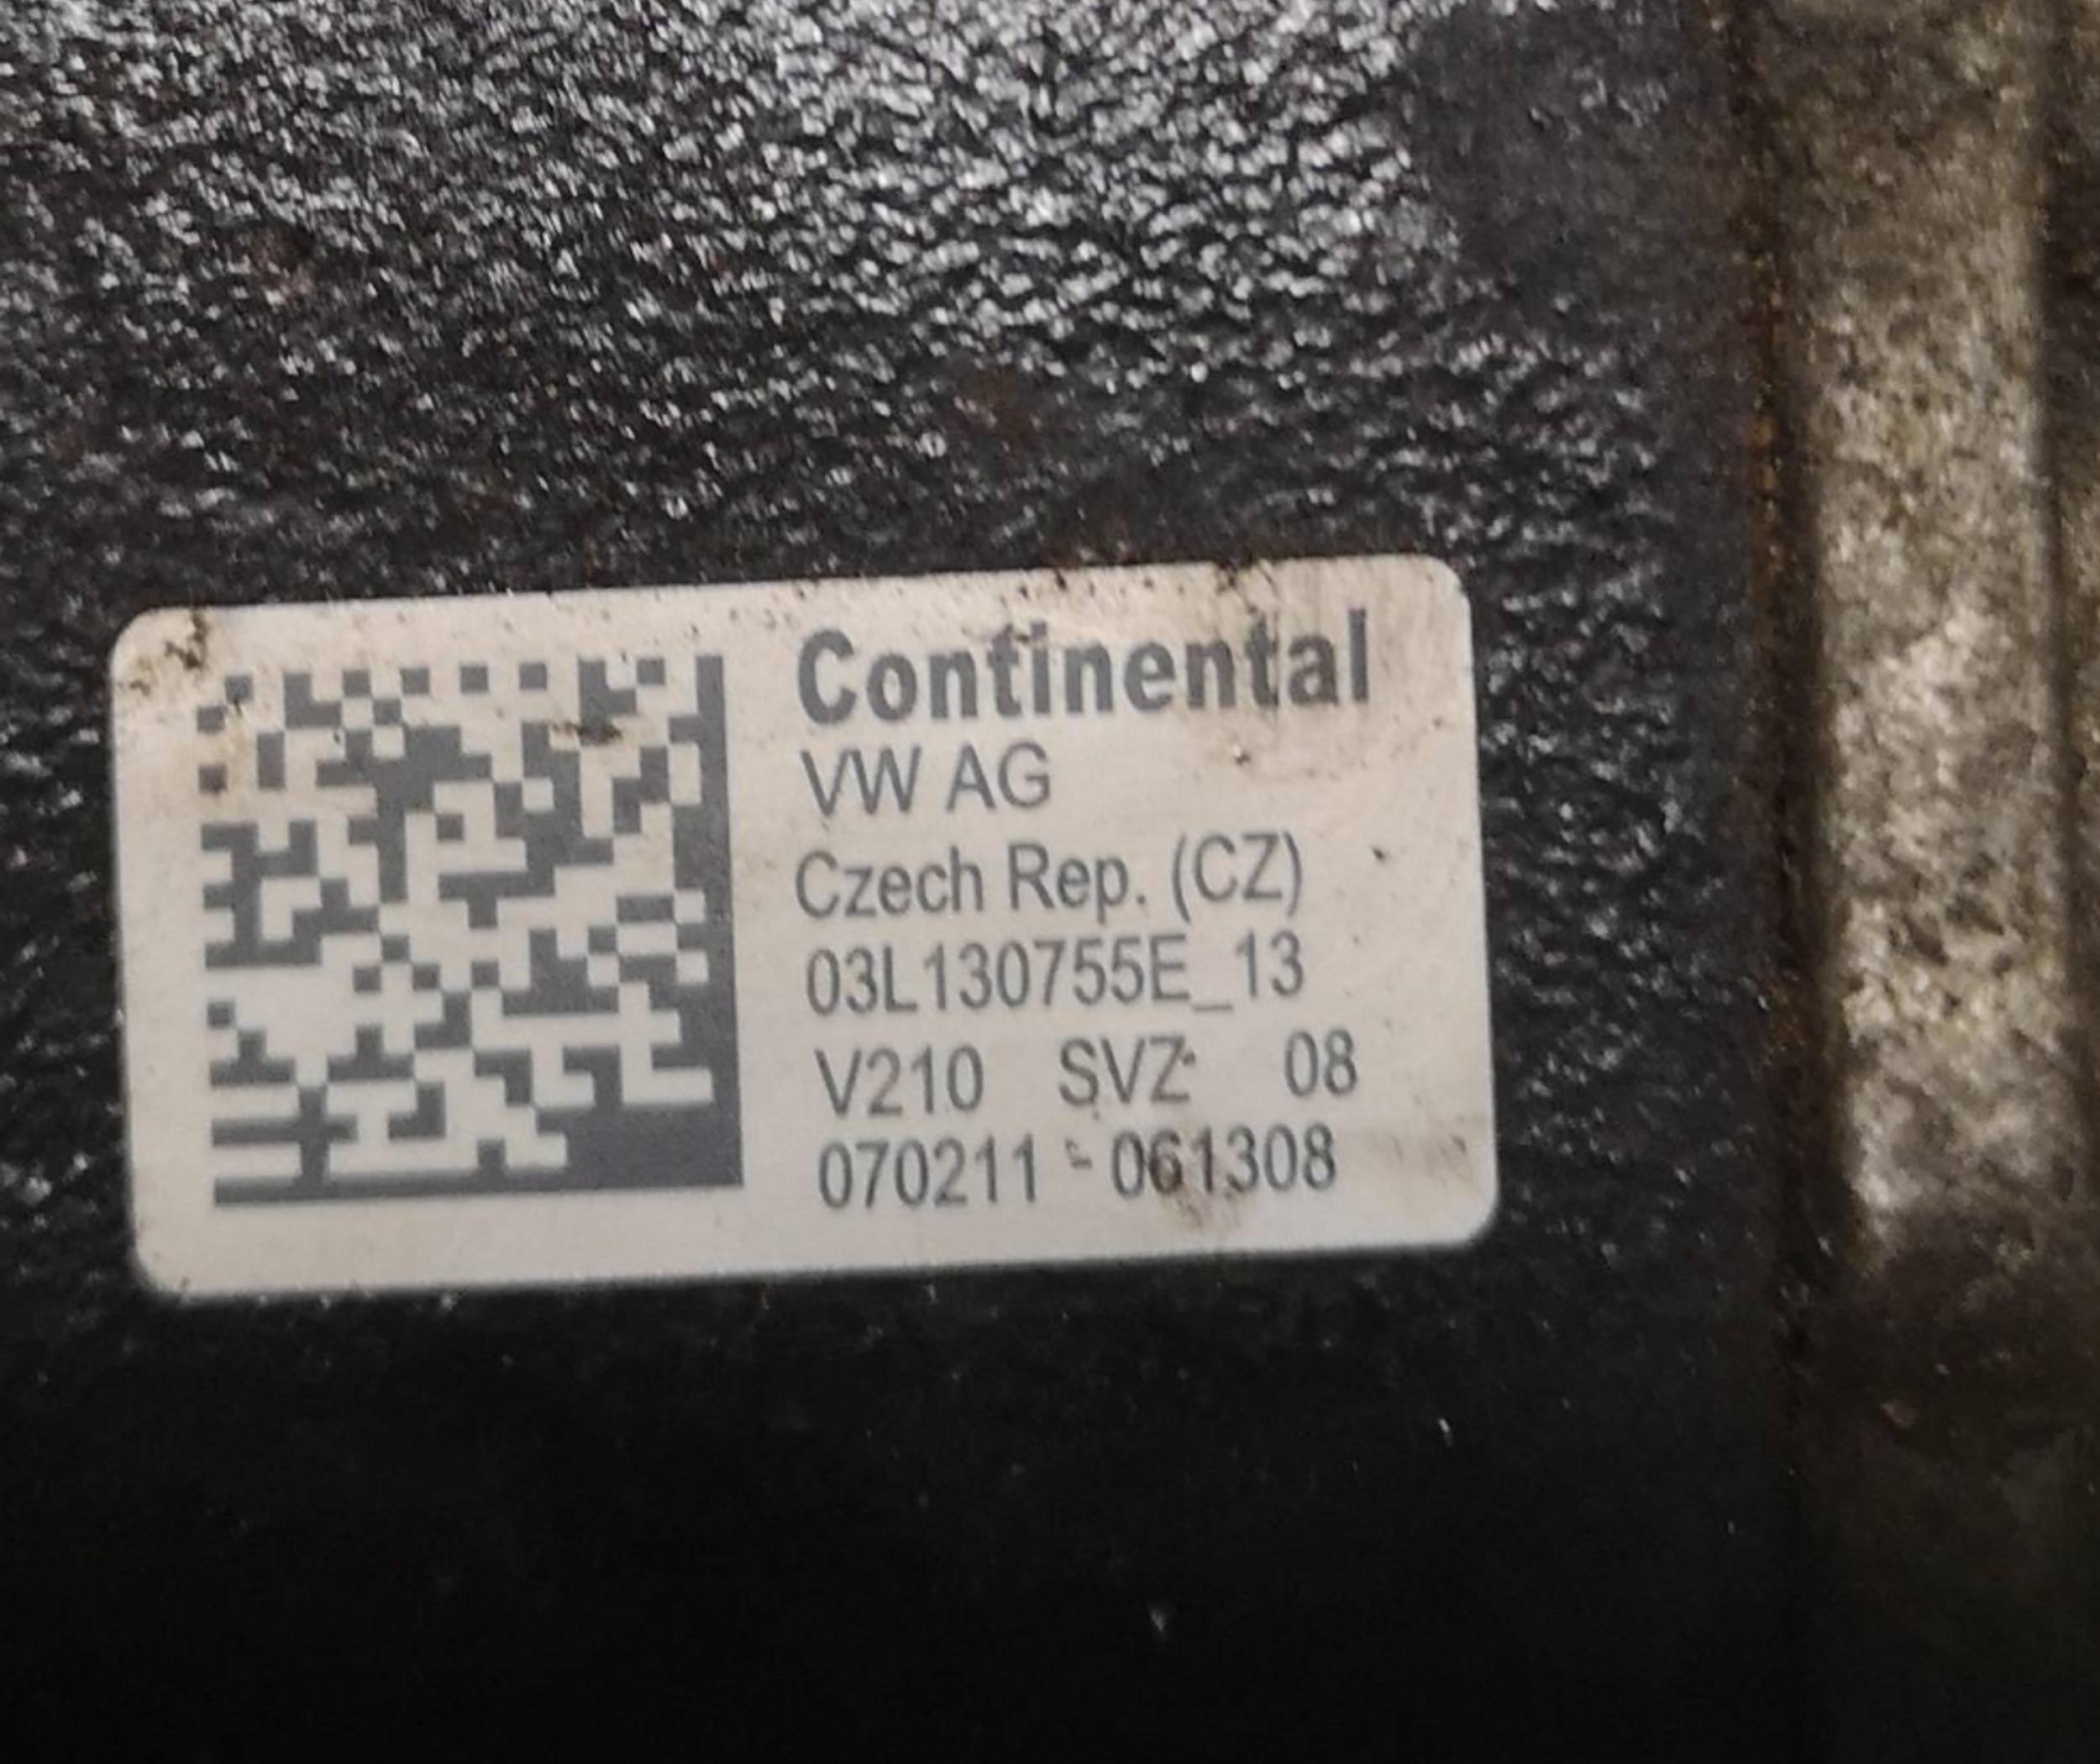 Continental
VW AG
Czech Rep. (CZ)
03L130755E_13
V210 SVZ 08
070211 - 061308